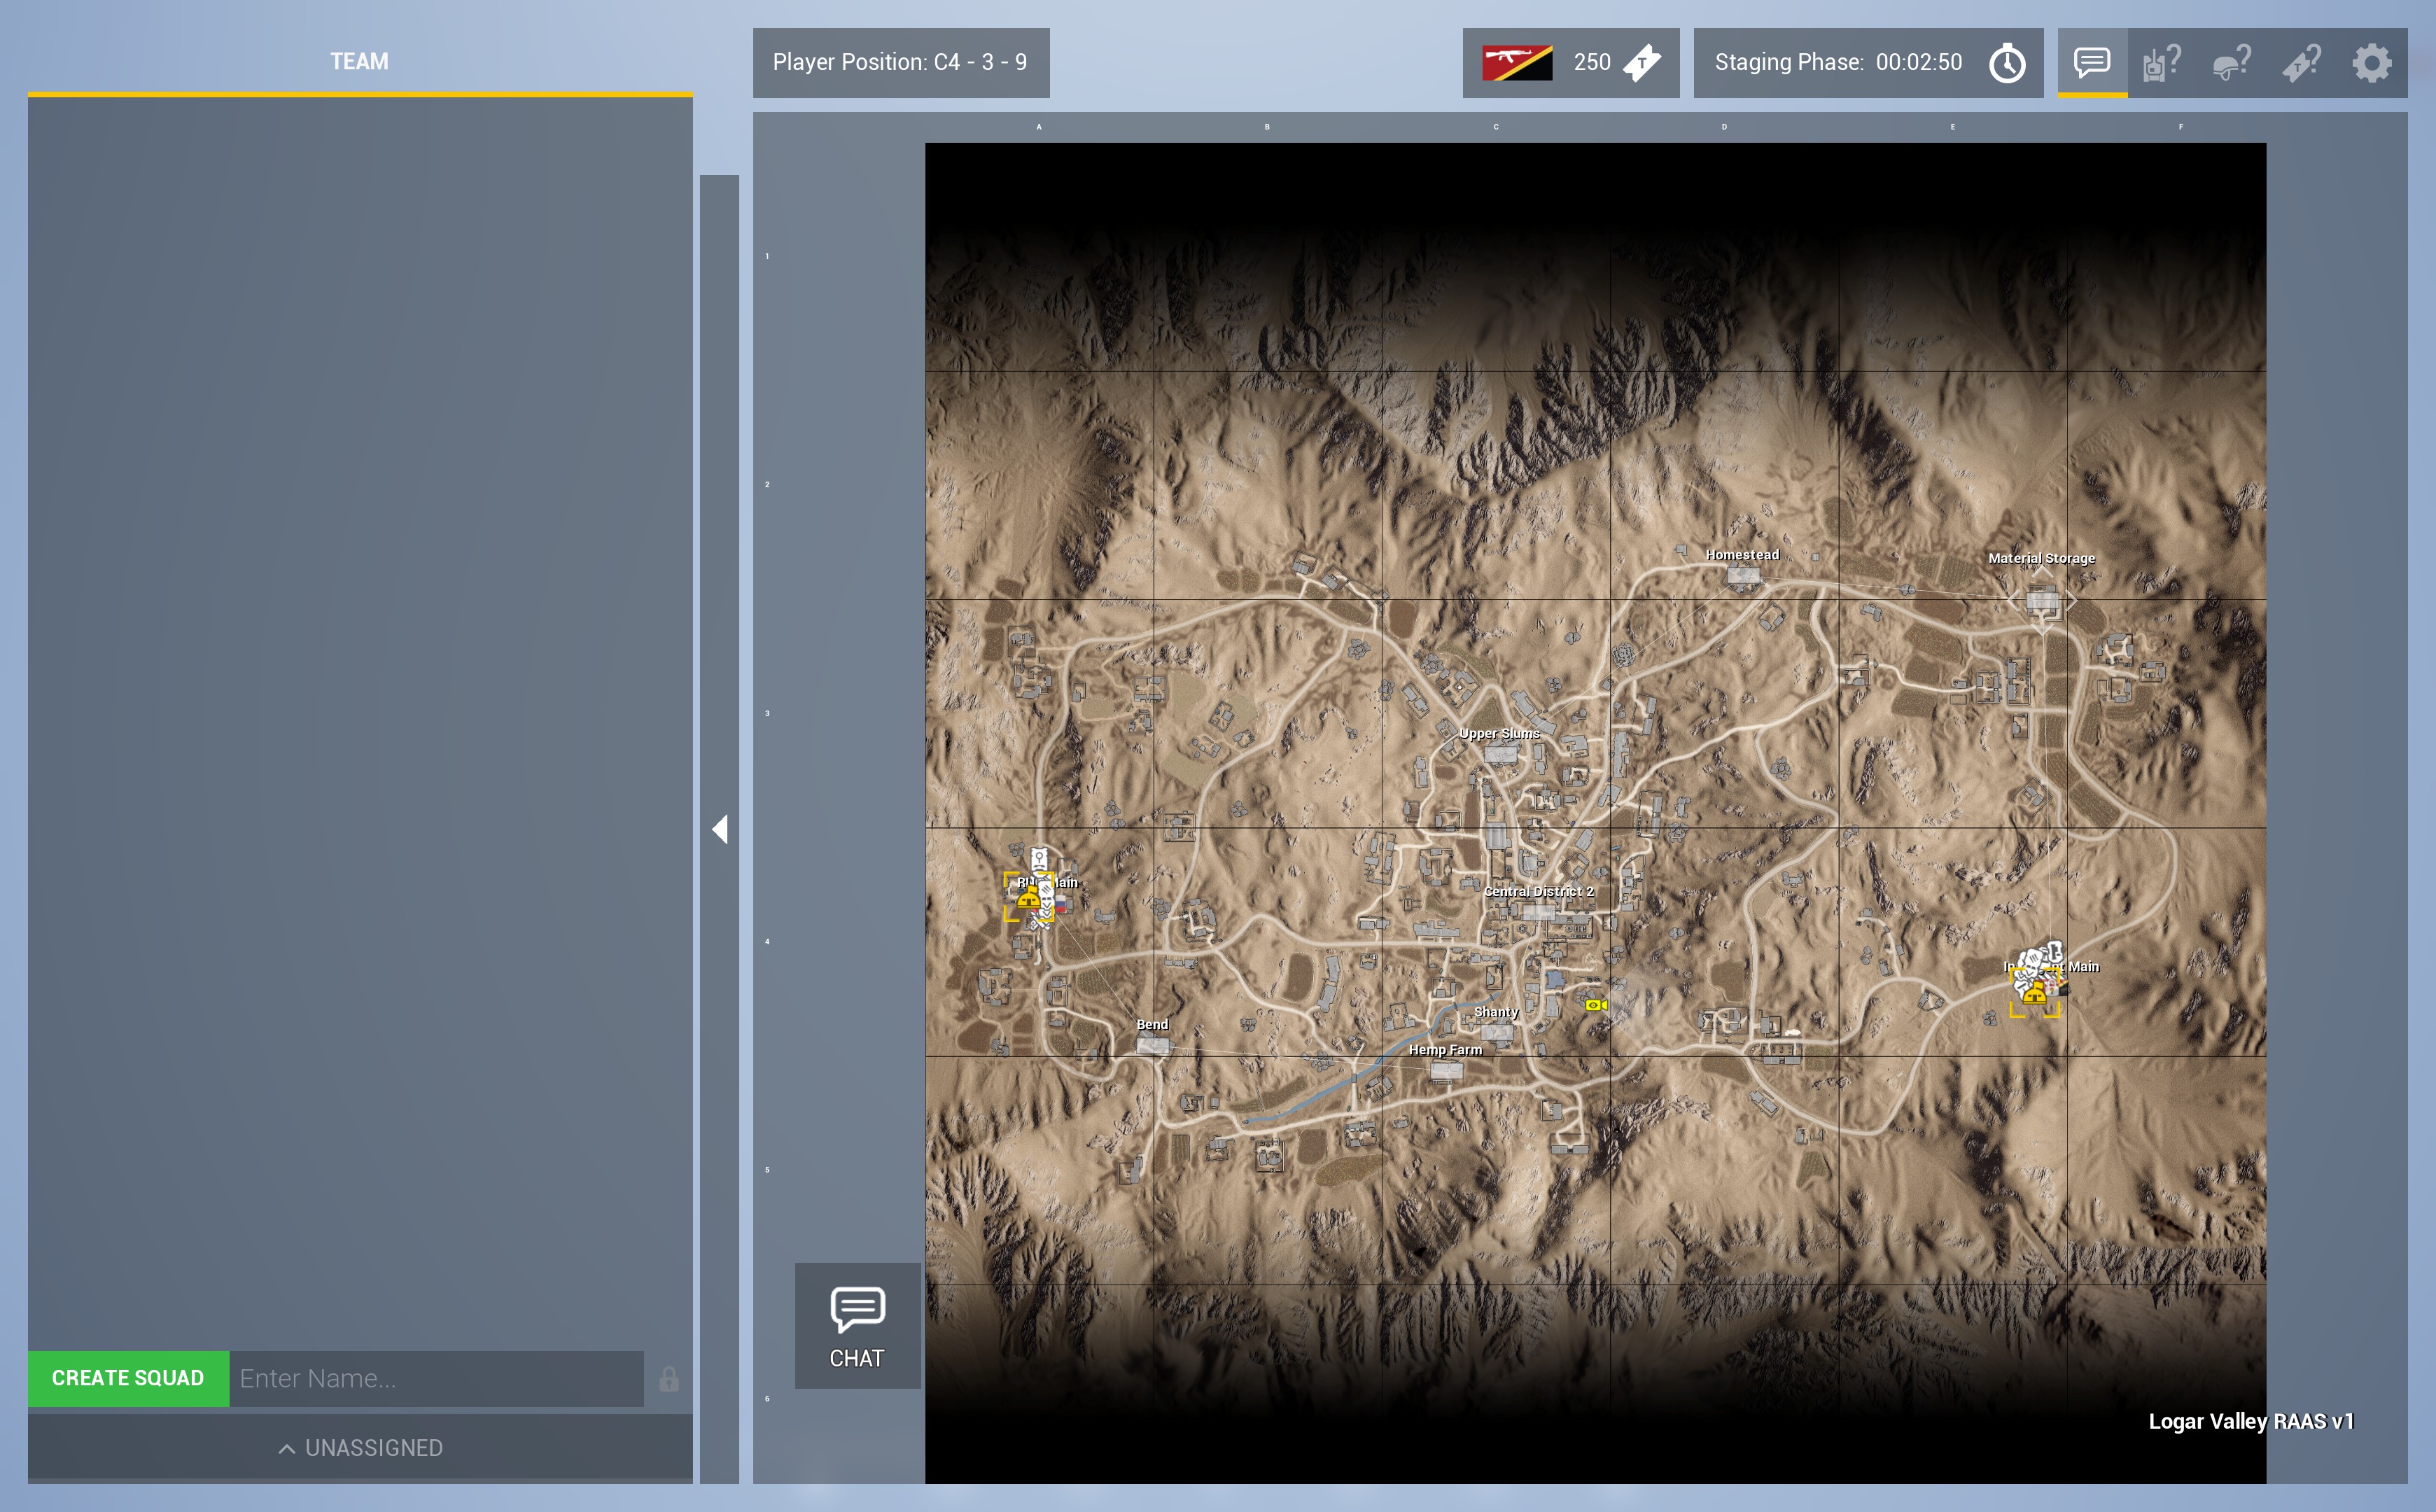 TEAM
Player Position: C4 - 3 - 9
250
Staging Phase: 00:02:50
A B C D E F
1
2
Homestead
Material Storage
3
Upper Slums
Main
Central District 2
4
Main
Shanty
Bend
Hemp Farm
5
CHAT
CREATE SQUAD
Enter Name...
6
Logar Valley RAAS v1
UNASSIGNED